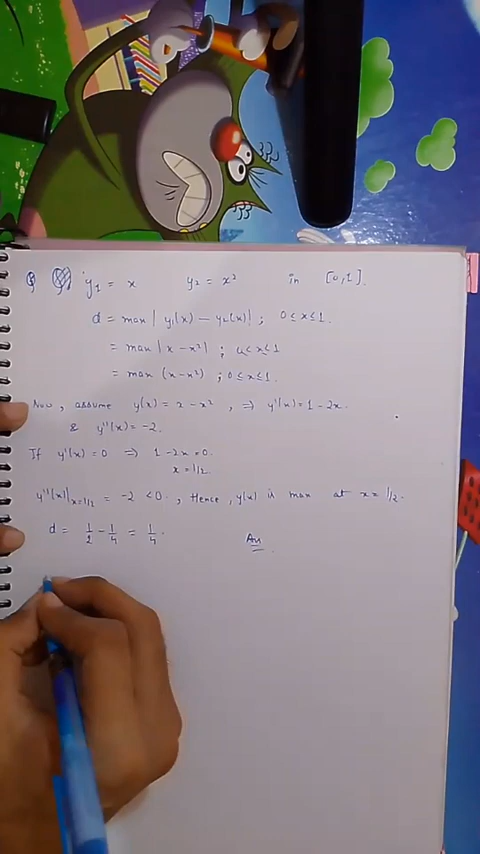 Q y₁ = x y₂ = x² in [0,1].
d = max | y₁(x) − y₂(x)| ; 0≤x≤1.
= max |x − x²| ; 0≤x≤1
= max (x − x²) ; 0≤x≤1.
Now, assume y(x) = x − x² , ⇒ y'(x) = 1 − 2x.
& y''(x) = −2.
If y'(x) = 0 ⇒ 1 − 2x = 0.
x = 1/2.
y''(x)|ₓ₌₁/₂ = −2 < 0. , Hence, y(x) is max at x = 1/2.
d = 1/2 − 1/4 = 1/4. An